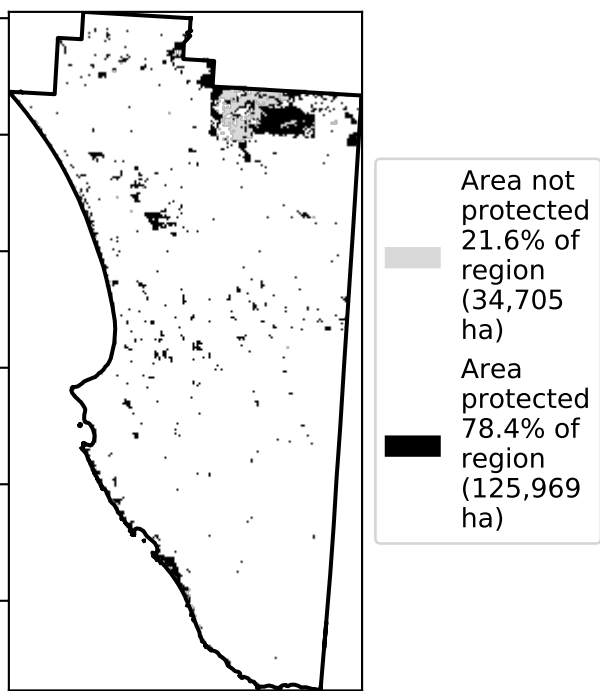 Area not
protected
21.6% of
region
(34,705
ha)
Area
protected
78.4% of
region
(125,969
ha)